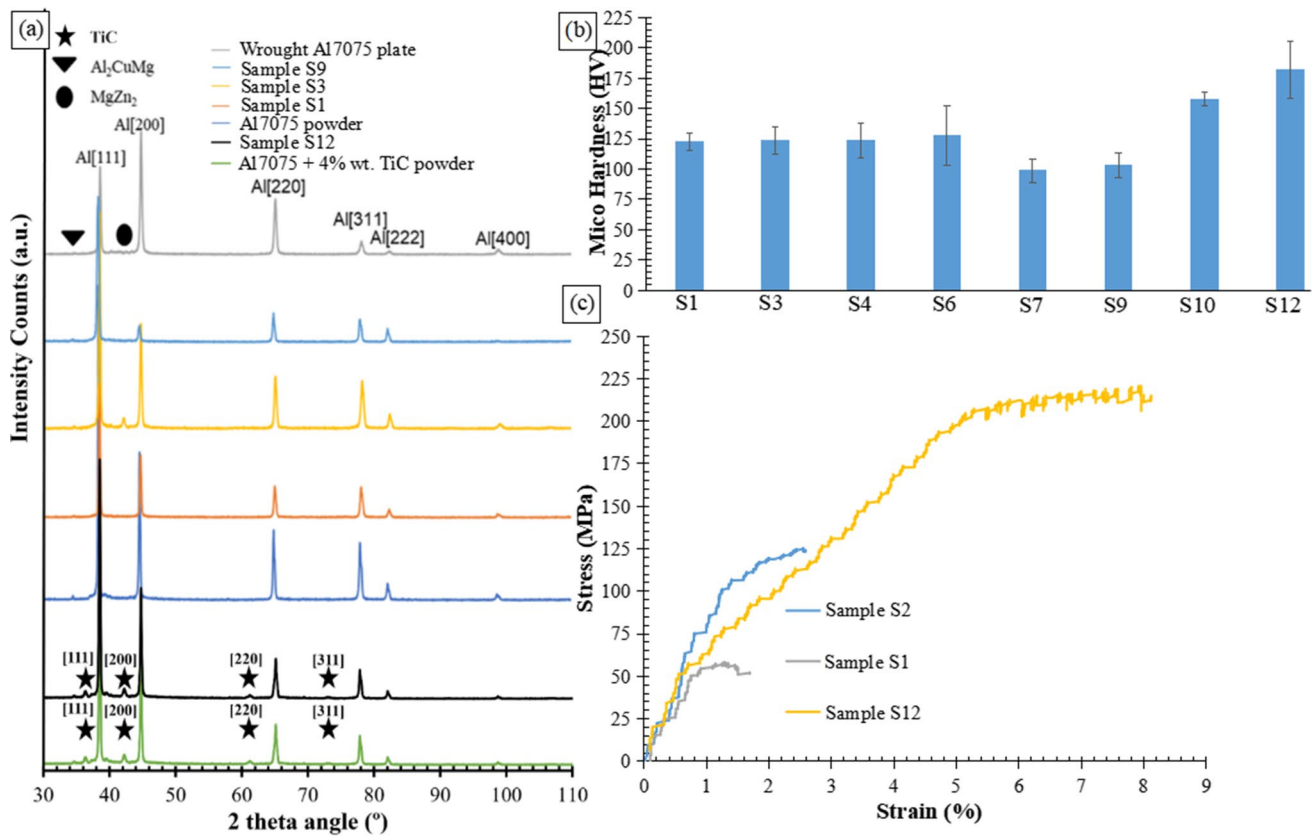 (a)
TiC
Al₂CuMg
MgZn₂
Wrought Al7075 plate
Sample S9
Sample S3
Sample S1
Al7075 powder
Sample S12
Al7075 + 4% wt. TiC powder
Al[111]
Al[200]
Al[220]
Al[311]
Al[222]
Al[400]
[111] [200] [220] [311]
[111] [200] [220] [311]
Intensity Counts (a.u.)
30 40 50 60 70 80 90 100 110
2 theta angle (º)
(b)
Mico Hardness (HV)
225
200
175
150
125
100
75
50
25
0
S1 S3 S4 S6 S7 S9 S10 S12
(c)
Stress (MPa)
250
225
200
175
150
125
100
75
50
25
0
Sample S2
Sample S1
Sample S12
0 1 2 3 4 5 6 7 8 9
Strain (%)